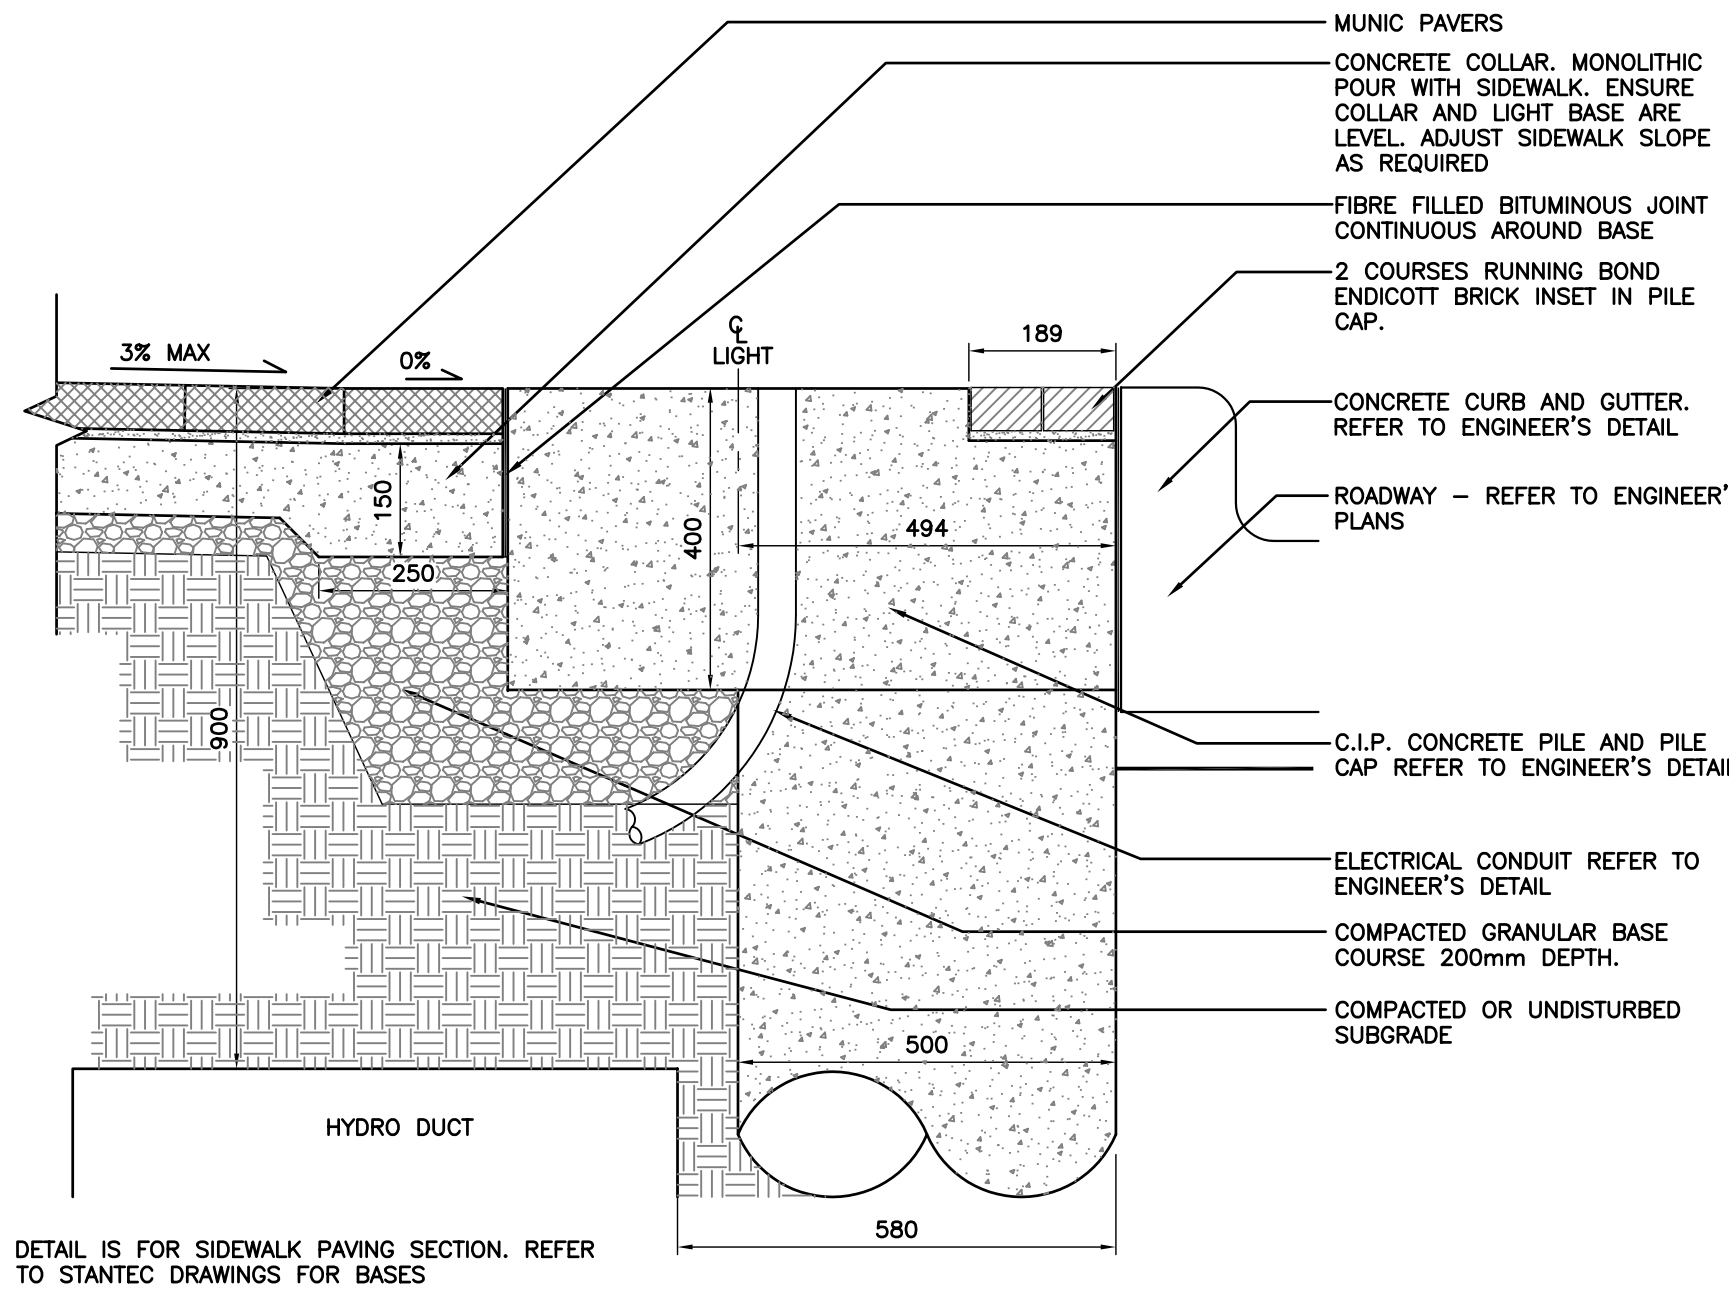 MUNIC PAVERS
CONCRETE COLLAR. MONOLITHIC
POUR WITH SIDEWALK. ENSURE
COLLAR AND LIGHT BASE ARE
LEVEL. ADJUST SIDEWALK SLOPE
AS REQUIRED
FIBRE FILLED BITUMINOUS JOINT
CONTINUOUS AROUND BASE
2 COURSES RUNNING BOND
ENDICOTT BRICK INSET IN PILE
CAP.
189
℄
LIGHT
3% MAX
0%
CONCRETE CURB AND GUTTER.
REFER TO ENGINEER'S DETAIL
ROADWAY – REFER TO ENGINEER'
PLANS
150
400
494
250
900
C.I.P. CONCRETE PILE AND PILE
CAP REFER TO ENGINEER'S DETAI
ELECTRICAL CONDUIT REFER TO
ENGINEER'S DETAIL
COMPACTED GRANULAR BASE
COURSE 200mm DEPTH.
COMPACTED OR UNDISTURBED
SUBGRADE
500
HYDRO DUCT
580
DETAIL IS FOR SIDEWALK PAVING SECTION. REFER
TO STANTEC DRAWINGS FOR BASES